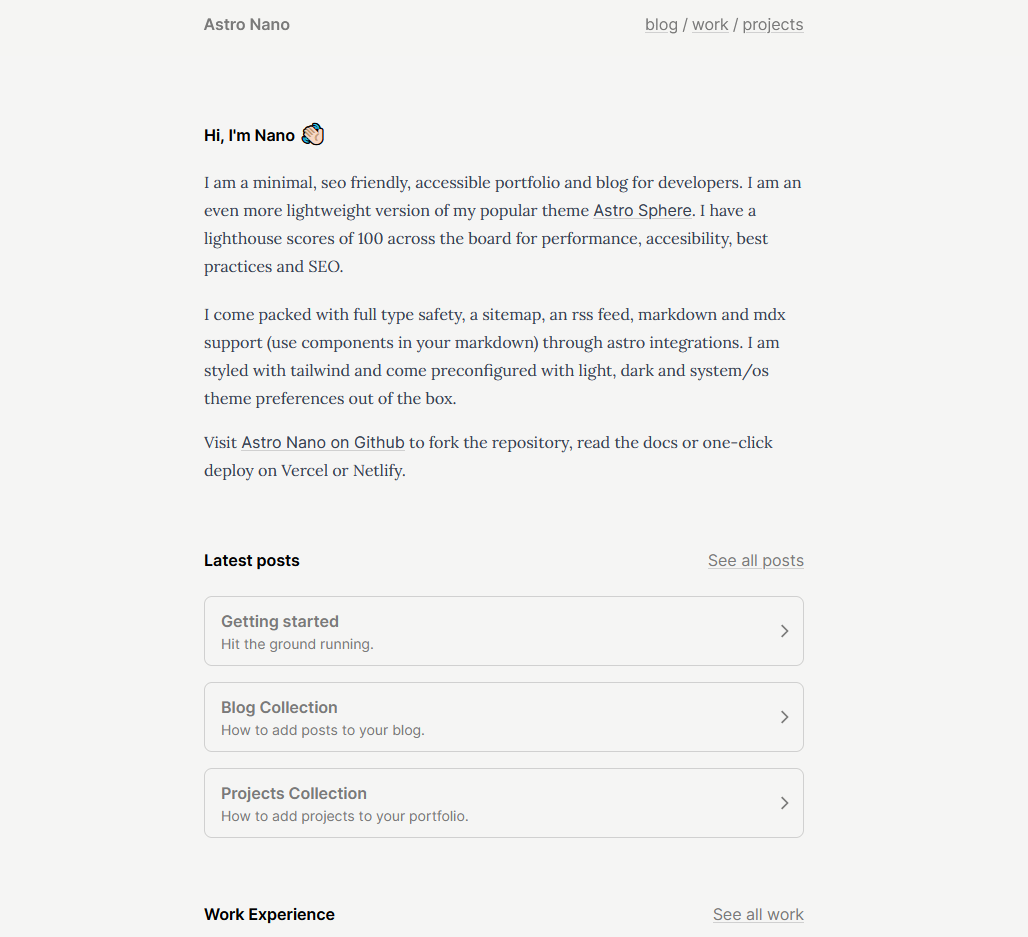 Astro Nano
blog / work / projects
Hi, I'm Nano 👋🏻
I am a minimal, seo friendly, accessible portfolio and blog for developers. I am an
even more lightweight version of my popular theme Astro Sphere. I have a
lighthouse scores of 100 across the board for performance, accesibility, best
practices and SEO.
I come packed with full type safety, a sitemap, an rss feed, markdown and mdx
support (use components in your markdown) through astro integrations. I am
styled with tailwind and come preconfigured with light, dark and system/os
theme preferences out of the box.
Visit Astro Nano on Github to fork the repository, read the docs or one-click
deploy on Vercel or Netlify.
Latest posts
See all posts
Getting started
Hit the ground running.
Blog Collection
How to add posts to your blog.
Projects Collection
How to add projects to your portfolio.
Work Experience
See all work